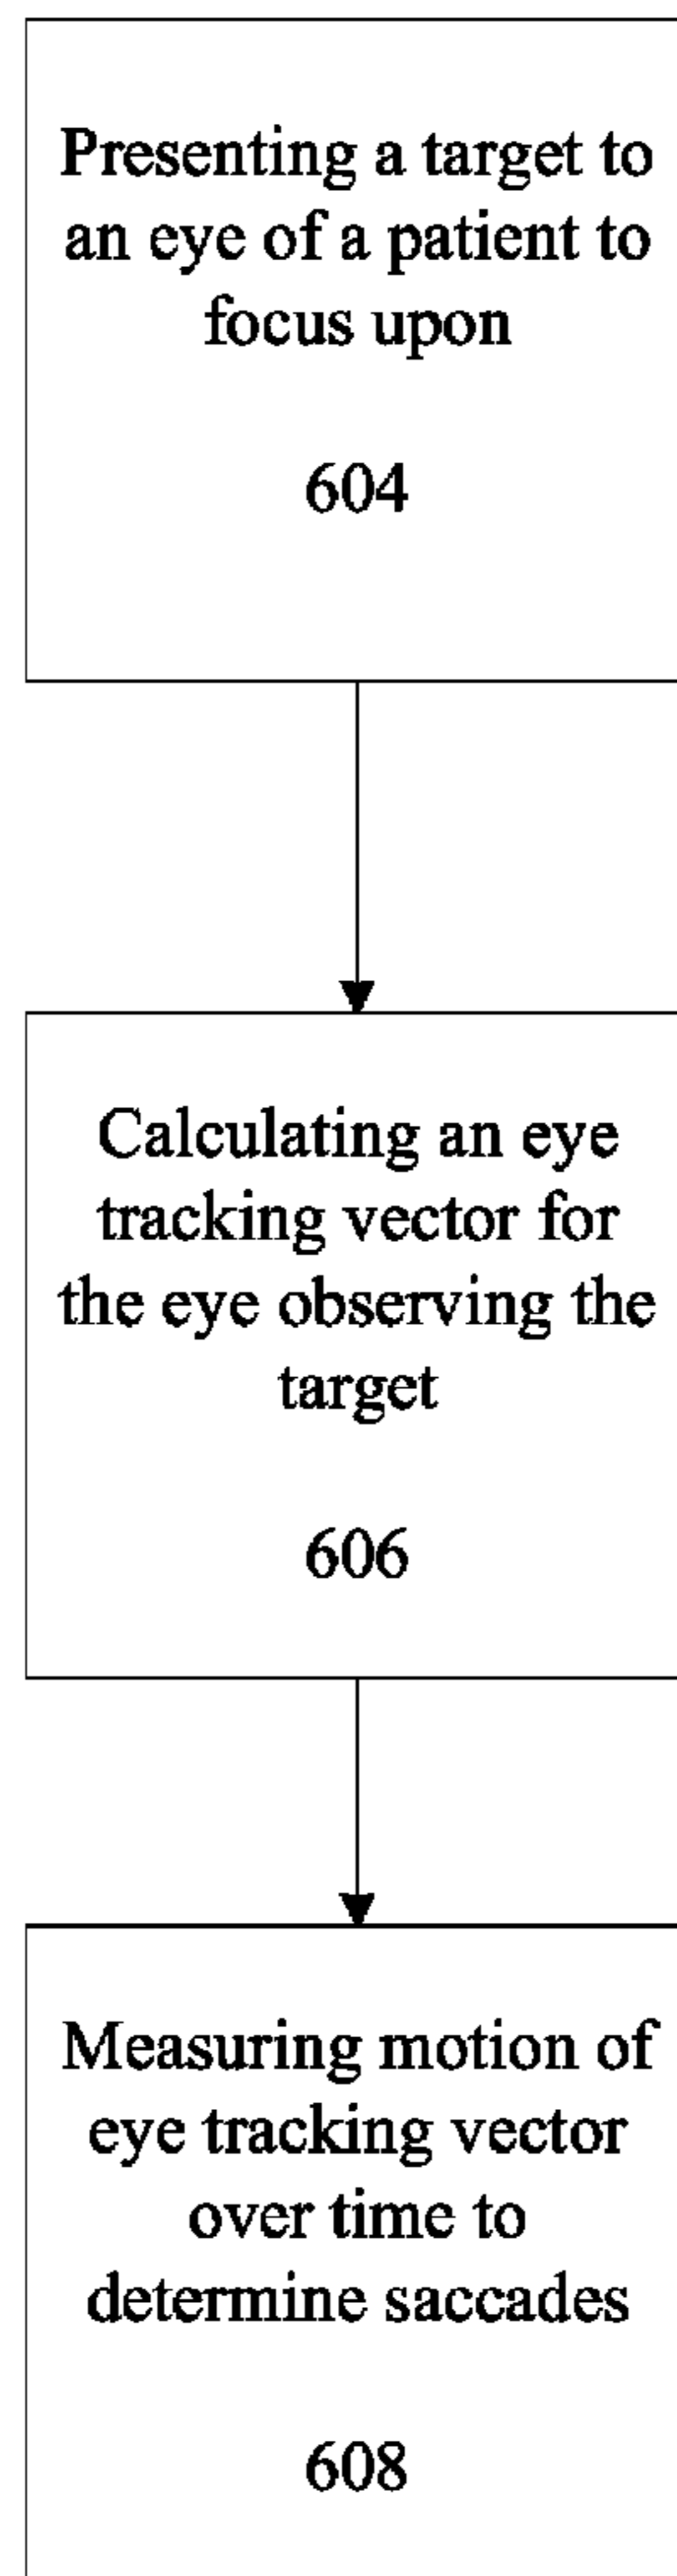 Presenting a target to
an eye of a patient to
focus upon
604
Calculating an eye
tracking vector for
the eye observing the
target
606
Measuring motion of
eye tracking vector
over time to
determine saccades
608